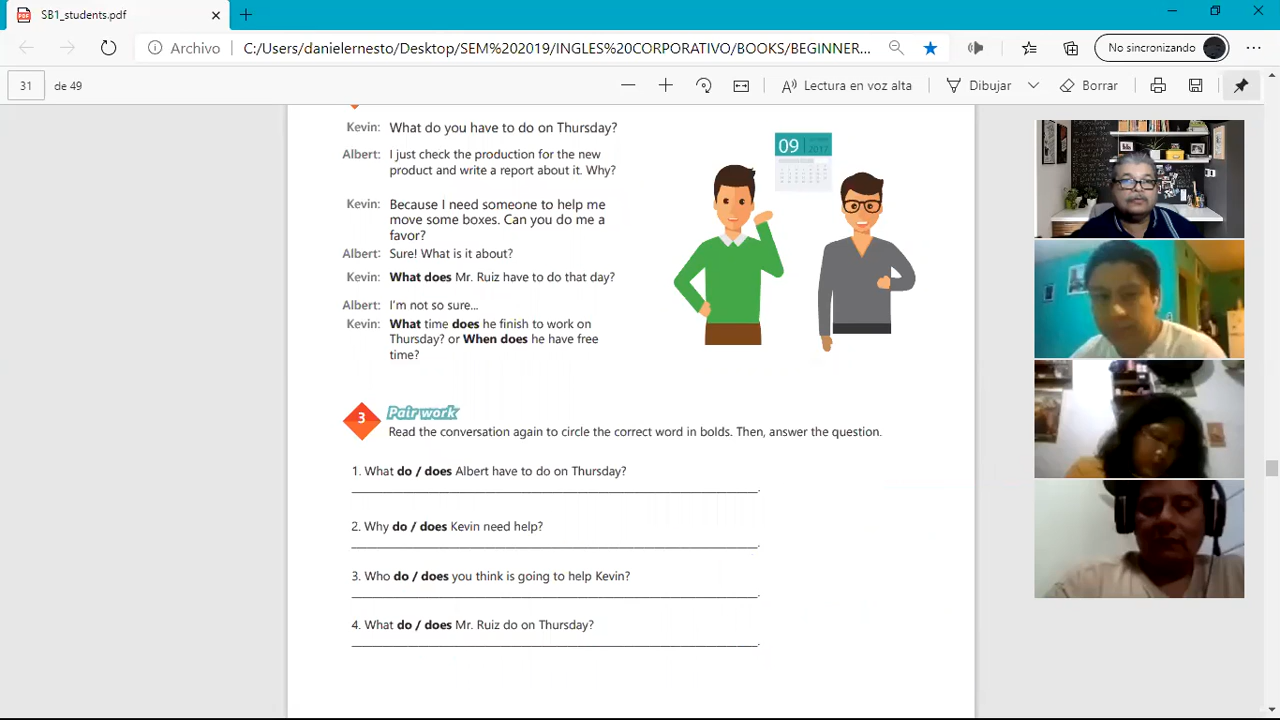 SB1_students.pdf
Archivo
C:/Users/danielernesto/Desktop/SEM%202019/INGLES%20CORPORATIVO/BOOKS/BEGINNER...
No sincronizando
31 de 49
Lectura en voz alta
Dibujar
Borrar
Kevin: What do you have to do on Thursday?
Albert: I just check the production for the new
product and write a report about it. Why?
Kevin: Because I need someone to help me
move some boxes. Can you do me a
favor?
Albert: Sure! What is it about?
Kevin: What does Mr. Ruiz have to do that day?
Albert: I'm not so sure...
Kevin: What time does he finish to work on
Thursday? or When does he have free
time?
09
2017
3
Pair work
Read the conversation again to circle the correct word in bolds. Then, answer the question.
1. What do / does Albert have to do on Thursday?
2. Why do / does Kevin need help?
3. Who do / does you think is going to help Kevin?
4. What do / does Mr. Ruiz do on Thursday?